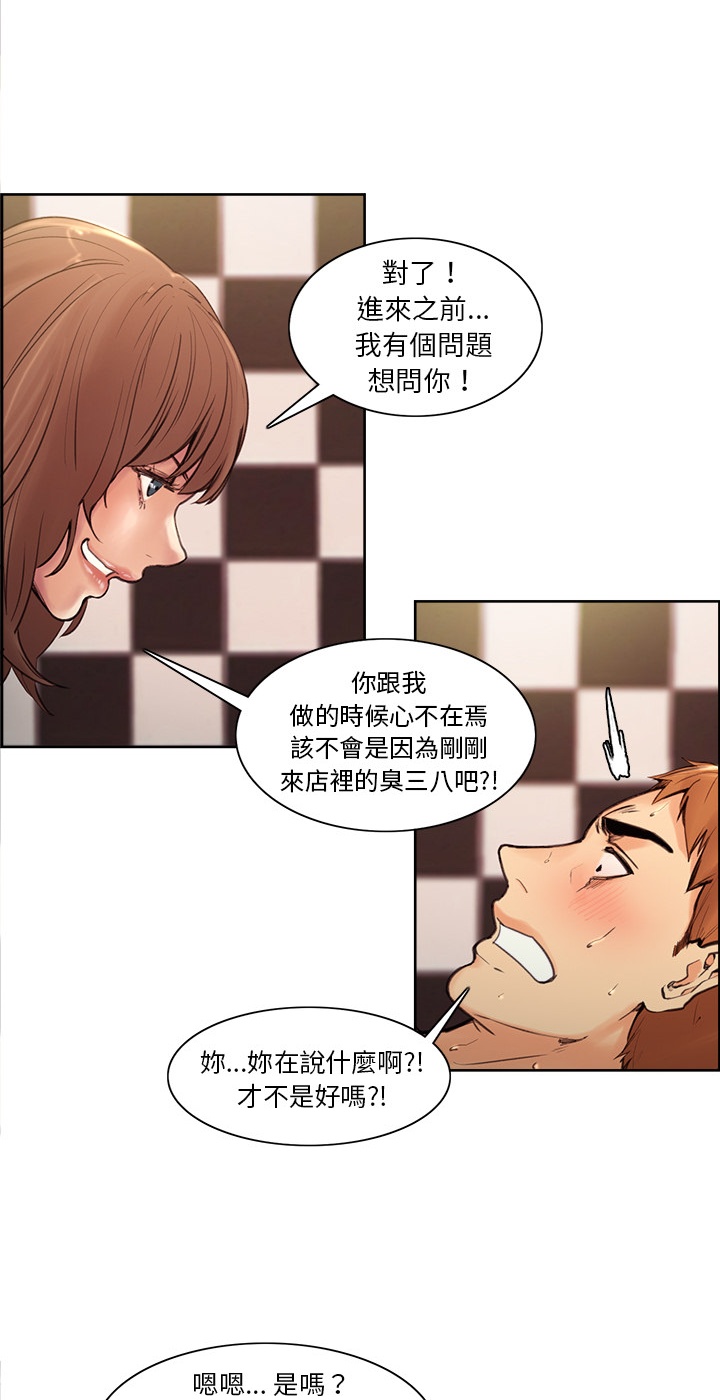 對了！
進來之前...
我有個問題
想問你！
你跟我
做的時候心不在焉
該不會是因為剛剛
來店裡的臭三八吧?!
妳...妳在說什麼啊?!
才不是好嗎?!
嗯嗯... 是嗎？